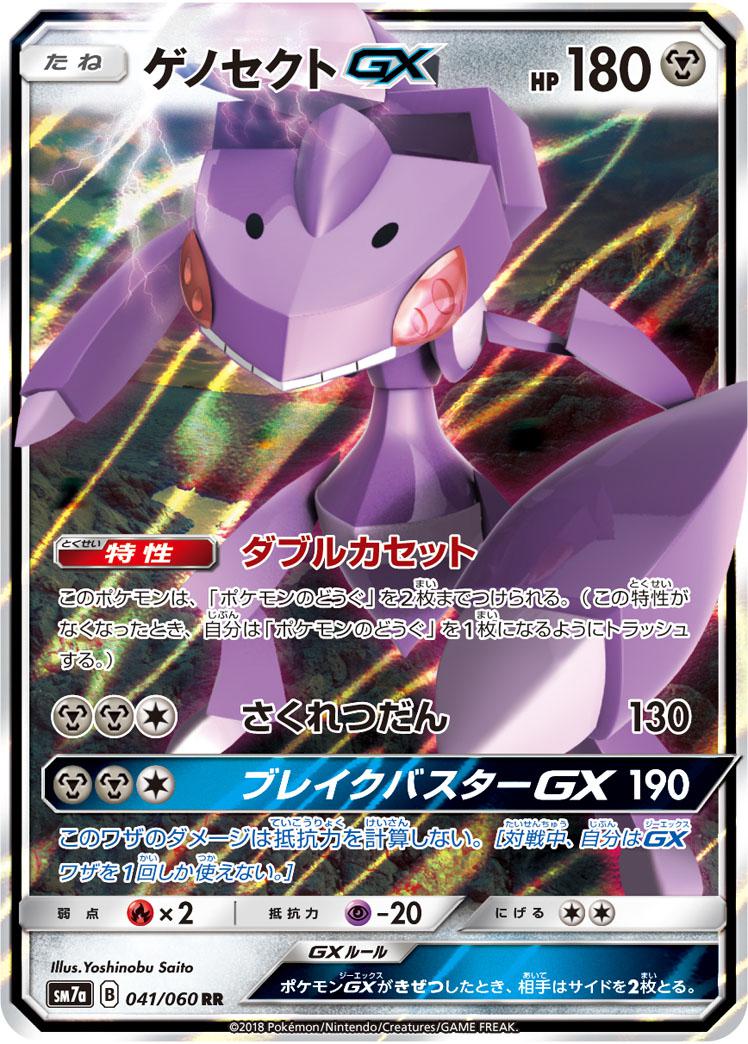 たね ゲノセクトGX HP 180
とくせい
特性 ダブルカセット
このポケモンは、「ポケモンのどうぐ」を2枚までつけられる。（この特性が
なくなったとき、自分は「ポケモンのどうぐ」を1枚になるようにトラッシュ
する。）
さくれつだん 130
ブレイクバスターGX 190
このワザのダメージは抵抗力を計算しない。［対戦中、自分はGX
ワザを1回しか使えない。］
弱点 ×2 抵抗力 -20 にげる
GXルール
ポケモンGXがきぜつしたとき、相手はサイドを2枚とる。
Illus.Yoshinobu Saito
sm7a B 041/060 RR
©2018 Pokémon/Nintendo/Creatures/GAME FREAK.